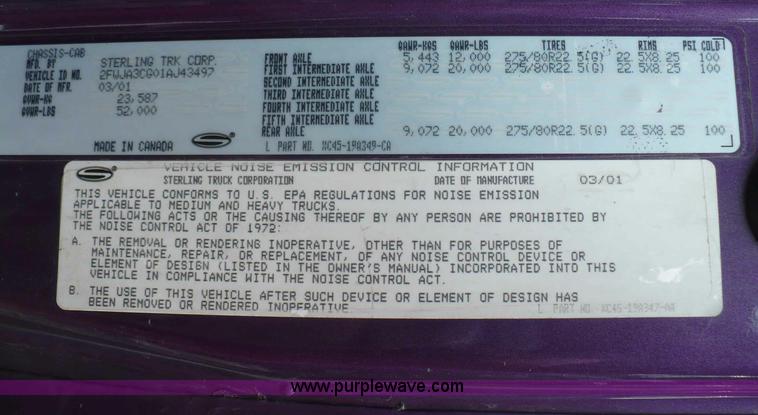 CHASSIS-CAB
MFD. BY STERLING TRK CORP.
VEHICLE ID NO. 2FWJA3CG01AJ43497
DATE OF MFR. 03/01
GVWR-KG 23,587
GVWR-LBS 52,000
MADE IN CANADA
GAWR-KGS GAWR-LBS TIRES RIMS PSI COLD
FRONT AXLE 5,443 12,000 275/80R22.5(G) 22.5X8.25 100
FIRST INTERMEDIATE AXLE 9,072 20,000 275/80R22.5(G) 22.5X8.25 100
SECOND INTERMEDIATE AXLE
THIRD INTERMEDIATE AXLE
FOURTH INTERMEDIATE AXLE
FIFTH INTERMEDIATE AXLE
REAR AXLE 9,072 20,000 275/80R22.5(G) 22.5X8.25 100
L PART NO. XC45-19A349-CA
VEHICLE NOISE EMISSION CONTROL INFORMATION
STERLING TRUCK CORPORATION DATE OF MANUFACTURE 03/01
THIS VEHICLE CONFORMS TO U.S. EPA REGULATIONS FOR NOISE EMISSION
APPLICABLE TO MEDIUM AND HEAVY TRUCKS.
THE FOLLOWING ACTS OR THE CAUSING THEREOF BY ANY PERSON ARE PROHIBITED BY
THE NOISE CONTROL ACT OF 1972:
A. THE REMOVAL OR RENDERING INOPERATIVE, OTHER THAN FOR PURPOSES OF
MAINTENANCE, REPAIR, OR REPLACEMENT, OF ANY NOISE CONTROL DEVICE OR
ELEMENT OF DESIGN (LISTED IN THE OWNER'S MANUAL) INCORPORATED INTO THIS
VEHICLE IN COMPLIANCE WITH THE NOISE CONTROL ACT.
B. THE USE OF THIS VEHICLE AFTER SUCH DEVICE OR ELEMENT OF DESIGN HAS
BEEN REMOVED OR RENDERED INOPERATIVE
L PART NO. XC45-19A347-AA
www.purplewave.com